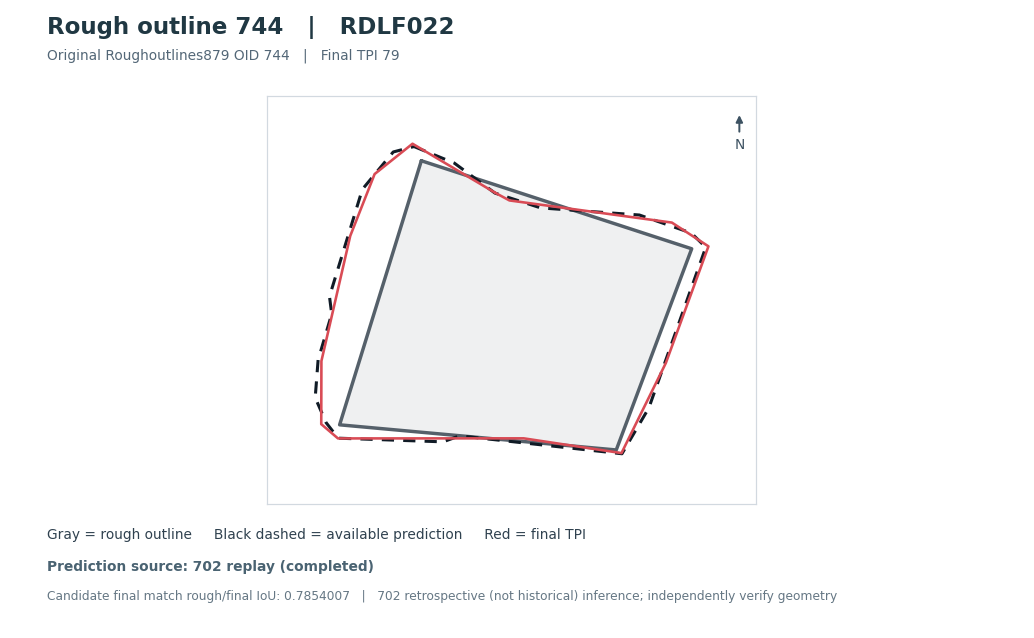 Rough outline 744   |   RDLF022
Original Roughoutlines879 OID 744   |   Final TPI 79
N
Gray = rough outline     Black dashed = available prediction     Red = final TPI
Prediction source: 702 replay (completed)
Candidate final match rough/final IoU: 0.7854007   |   702 retrospective (not historical) inference; independently verify geometry